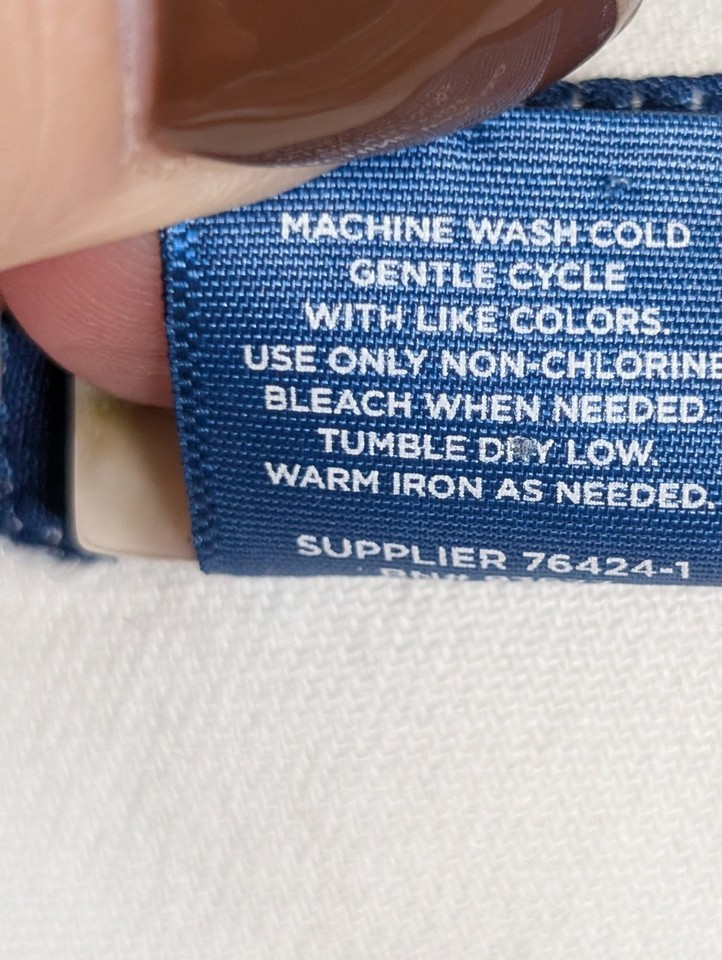 MACHINE WASH COLD
GENTLE CYCLE
WITH LIKE COLORS.
USE ONLY NON-CHLORINE
BLEACH WHEN NEEDED.
TUMBLE DRY LOW.
WARM IRON AS NEEDED.
SUPPLIER 76424-1